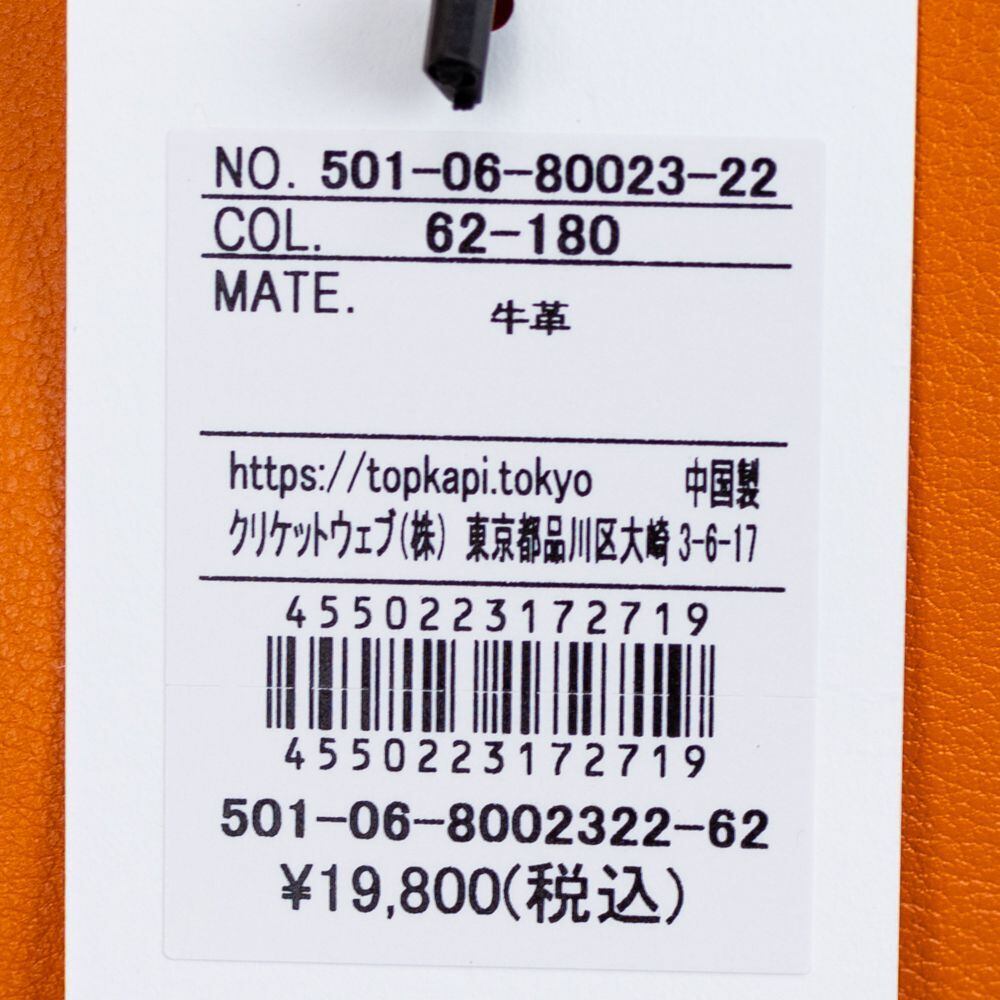 NO. 501-06-80023-22
COL. 62-180
MATE. 牛革
https://topkapi.tokyo 中国製
クリケットウェブ(株) 東京都品川区大崎 3-6-17
4550223172719
4550223172719
501-06-8002322-62
¥19,800(税込)